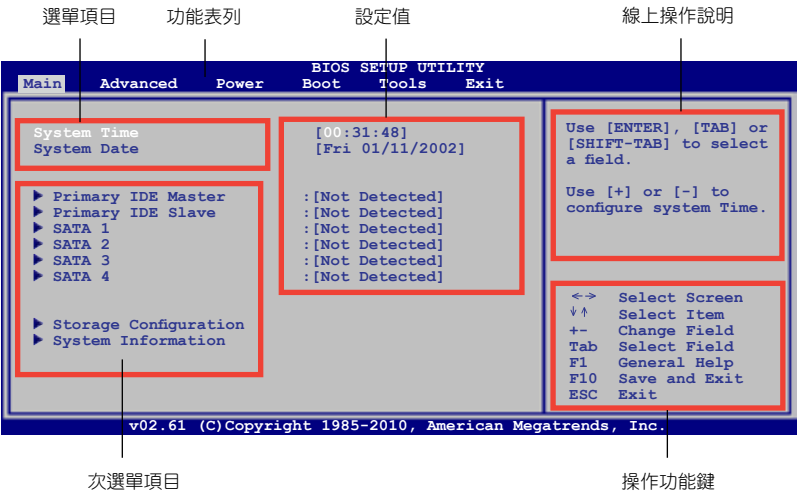 選單項目 功能表列 設定值 線上操作說明
BIOS SETUP UTILITY
Main Advanced Power Boot Tools Exit
System Time [00:31:48]
System Date [Fri 01/11/2002]
Primary IDE Master :[Not Detected]
Primary IDE Slave :[Not Detected]
SATA 1 :[Not Detected]
SATA 2 :[Not Detected]
SATA 3 :[Not Detected]
SATA 4 :[Not Detected]
Storage Configuration
System Information
Use [ENTER], [TAB] or
[SHIFT-TAB] to select
a field.
Use [+] or [-] to
configure system Time.
←→ Select Screen
↓↑ Select Item
+- Change Field
Tab Select Field
F1 General Help
F10 Save and Exit
ESC Exit
v02.61 (C)Copyright 1985-2010, American Megatrends, Inc.
次選單項目 操作功能鍵